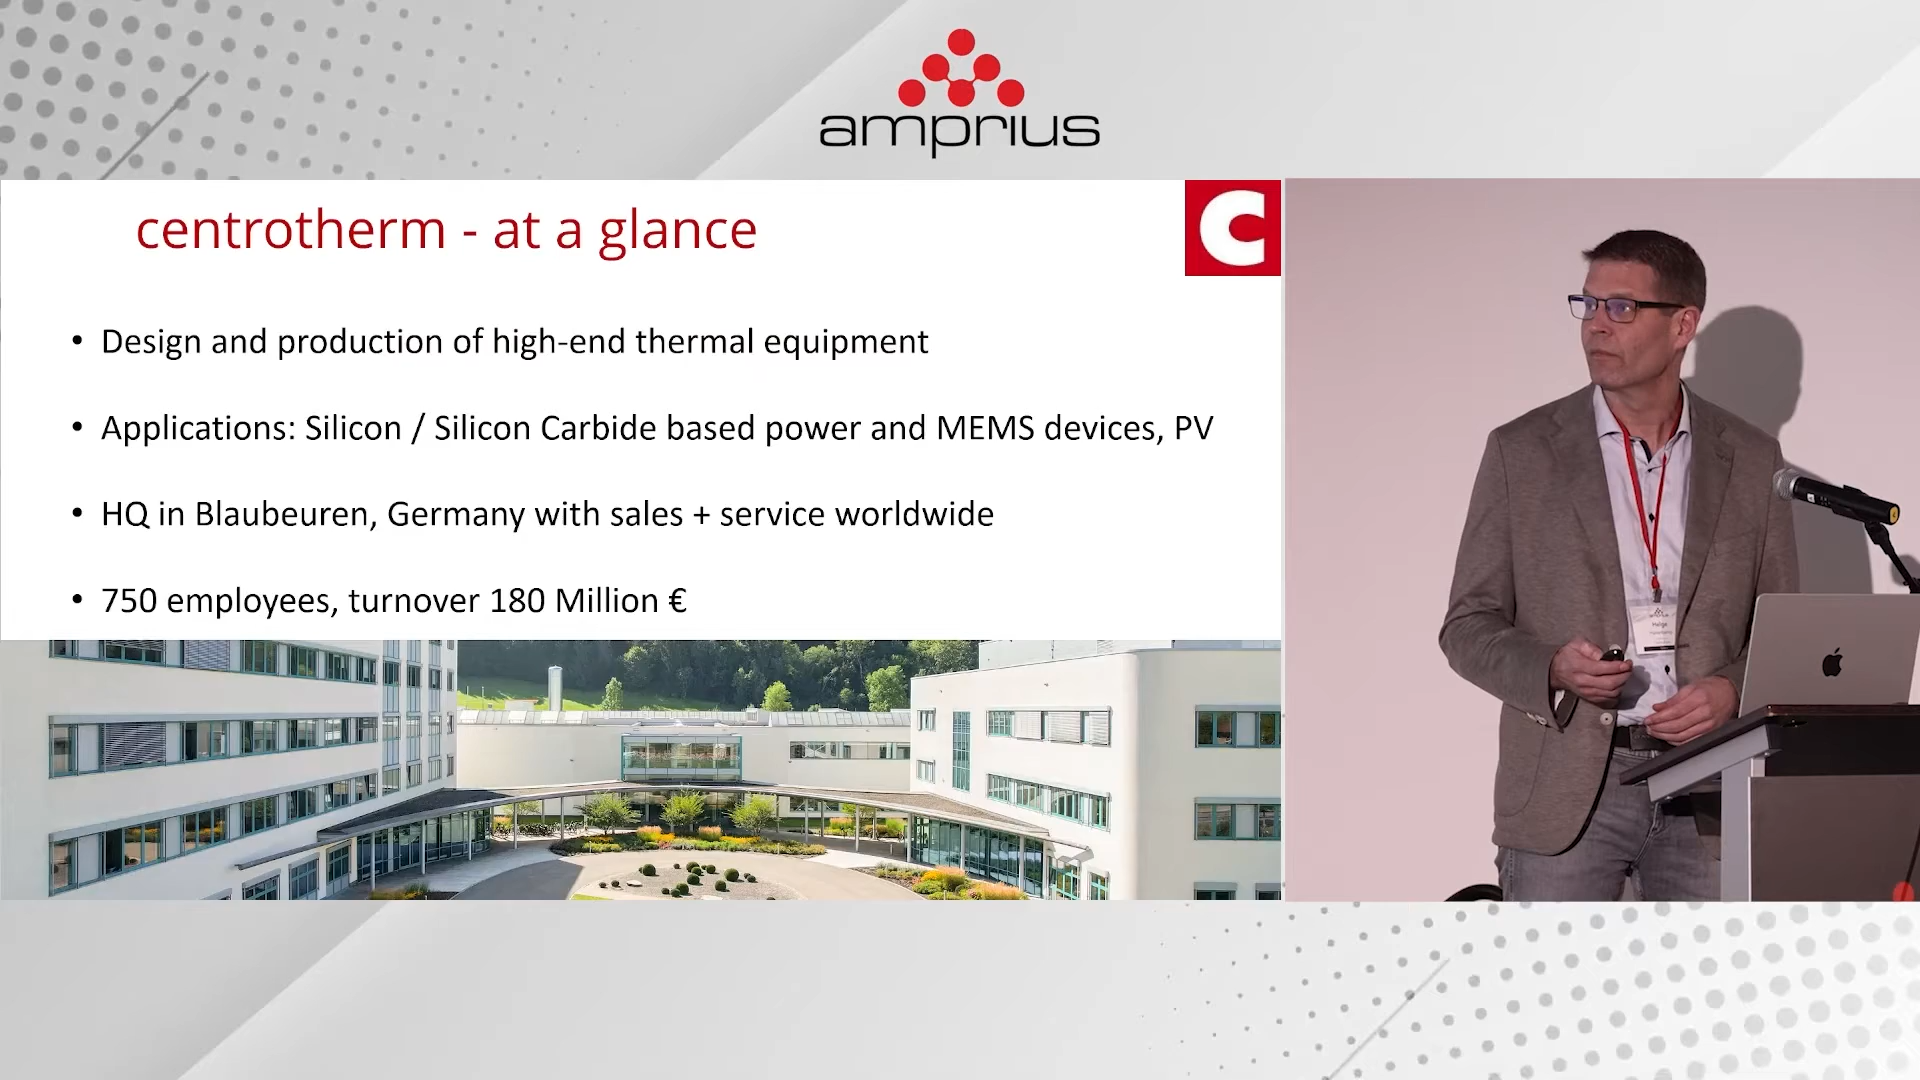 amprius
centrotherm - at a glance
C
• Design and production of high-end thermal equipment
• Applications: Silicon / Silicon Carbide based power and MEMS devices, PV
• HQ in Blaubeuren, Germany with sales + service worldwide
• 750 employees, turnover 180 Million €
Helge